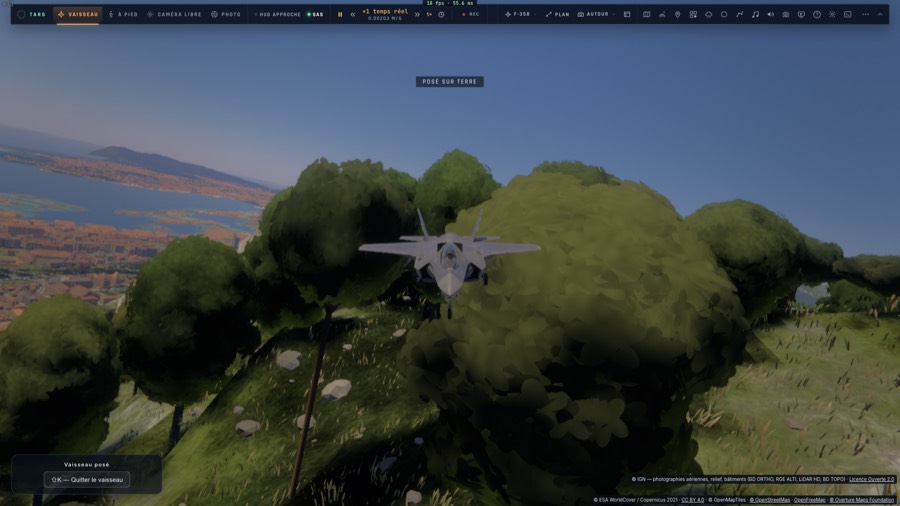 18 fps · 55.6 ms
TARS
VAISSEAU
À PIED
CAMÉRA LIBRE
PHOTO
HUD APPROCHE
SAS
×1 temps réel
0.00203 M/S
REC
F-35B
PLAN
AUTOUR
POSÉ SUR TERRE
Vaisseau posé
⇧K — Quitter le vaisseau
© IGN — photographies aériennes, relief, bâtiments (BD ORTHO, RGE ALTI, LiDAR HD, BD TOPO) · Licence Ouverte 2.0
© ESA WorldCover / Copernicus 2021 · CC BY 4.0 · © OpenMapTiles · © OpenStreetMap · OpenFreeMap · © Overture Maps Foundation